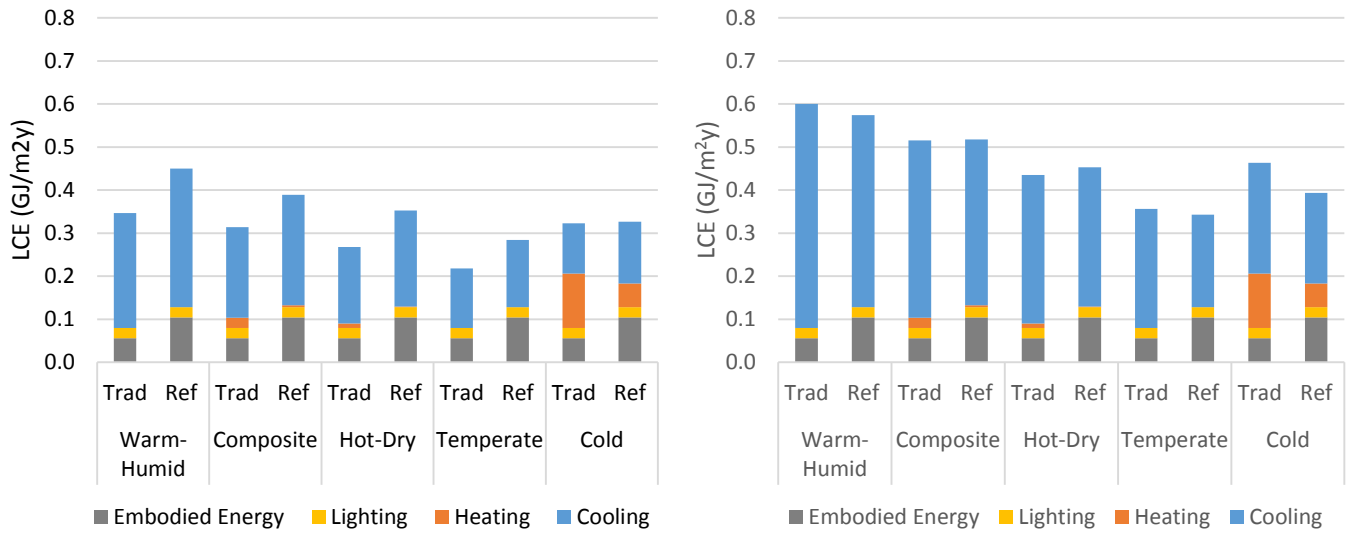 LCE (GJ/m2y)
0.8
0.7
0.6
0.5
0.4
0.3
0.2
0.1
0.0
Trad Ref Trad Ref Trad Ref Trad Ref Trad Ref
Warm-Humid Composite Hot-Dry Temperate Cold
Embodied Energy Lighting Heating Cooling
LCE (GJ/m²y)
0.8
0.7
0.6
0.5
0.4
0.3
0.2
0.1
0.0
Trad Ref Trad Ref Trad Ref Trad Ref Trad Ref
Warm-Humid Composite Hot-Dry Temperate Cold
Embodied Energy Lighting Heating Cooling